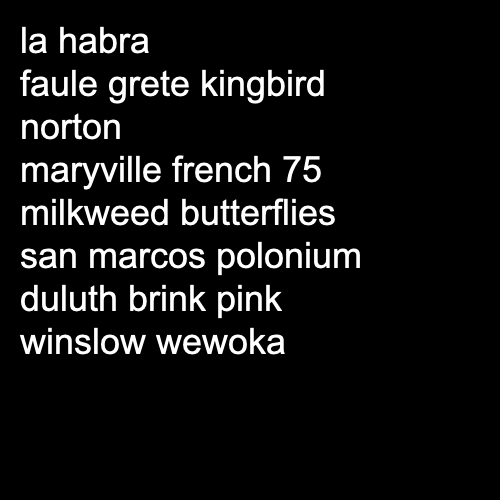 la habra
faule grete kingbird
norton
maryville french 75
milkweed butterflies
san marcos polonium
duluth brink pink
winslow wewoka